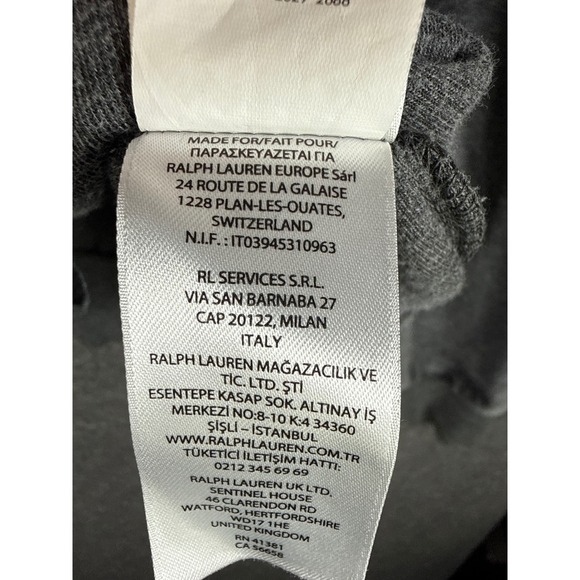 MADE FOR/FAIT POUR/
ΠΑΡΑΣΚΕΥΑΖΕΤΑΙ ΓΙΑ
RALPH LAUREN EUROPE Sárl
24 ROUTE DE LA GALAISE
1228 PLAN-LES-OUATES,
SWITZERLAND
N.I.F. : IT03945310963
RL SERVICES S.R.L.
VIA SAN BARNABA 27
CAP 20122, MILAN
ITALY
RALPH LAUREN MAĞAZACILIK VE
TİC. LTD. ŞTİ
ESENTEPE KASAP SOK. ALTINAY İŞ
MERKEZİ NO:8-10 K:4 34360
ŞİŞLİ – İSTANBUL
WWW.RALPHLAUREN.COM.TR
TÜKETİCİ İLETİŞİM HATTI:
0212 345 69 69
RALPH LAUREN UK LTD.
SENTINEL HOUSE
46 CLARENDON RD
WATFORD, HERTFORDSHIRE
WD17 1HE
UNITED KINGDOM
RN 41381
CA 56658